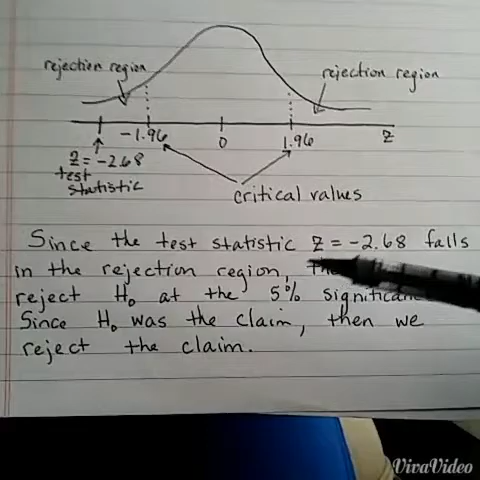 rejection region
rejection region
-1.96
0
1.96
Z
Z = -2.68
test
statistic
critical values
Since the test statistic Z = -2.68 falls
in the rejection region,
reject H₀ at the 5% significanc
Since H₀ was the claim, then we
reject the claim.
VivaVideo